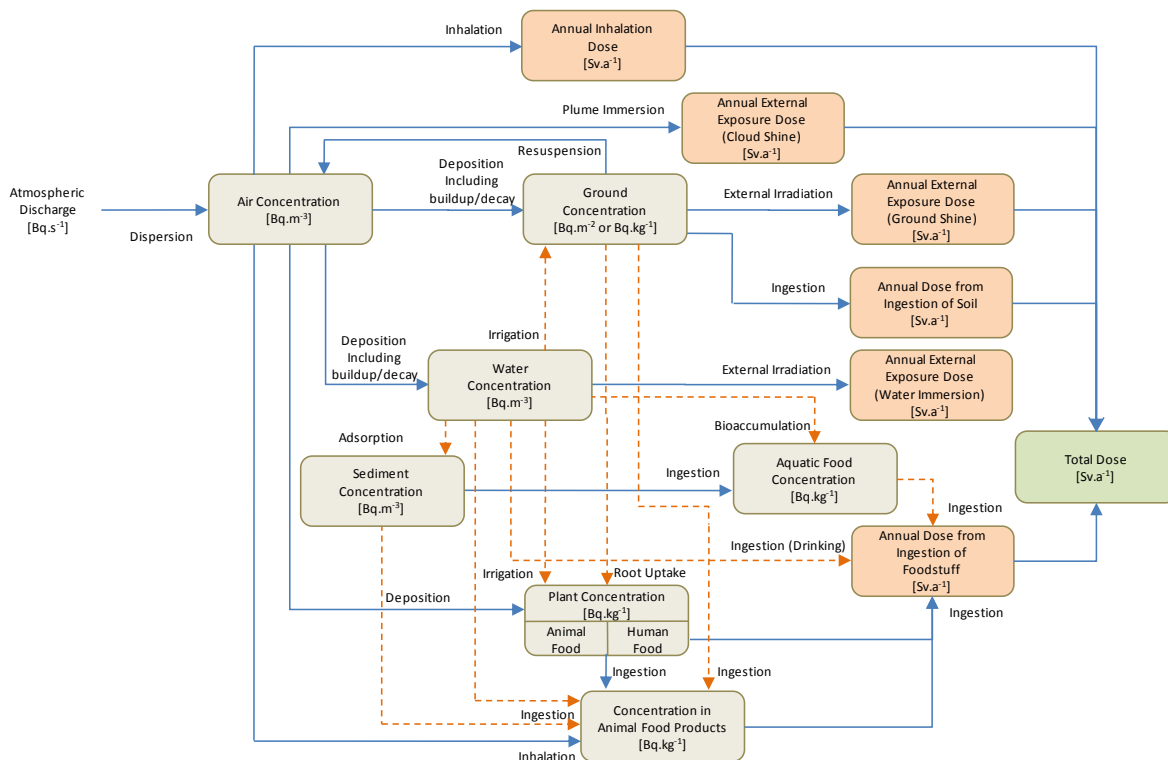 Inhalation
Annual Inhalation
Dose
[Sv.a⁻¹]
Plume Immersion
Annual External
Exposure Dose
(Cloud Shine)
[Sv.a⁻¹]
Resuspension
Atmospheric
Discharge
[Bq.s⁻¹]
Dispersion
Air Concentration
[Bq.m⁻³]
Deposition
Including
buildup/decay
Ground
Concentration
[Bq.m⁻² or Bq.kg⁻¹]
External Irradiation
Annual External
Exposure Dose
(Ground Shine)
[Sv.a⁻¹]
Ingestion
Annual Dose from
Ingestion of Soil
[Sv.a⁻¹]
Irrigation
Deposition
Including
buildup/decay
Water
Concentration
[Bq.m⁻³]
External Irradiation
Annual External
Exposure Dose
(Water Immersion)
[Sv.a⁻¹]
Adsorption
Bioaccumulation
Sediment
Concentration
[Bq.m⁻³]
Ingestion
Aquatic Food
Concentration
[Bq.kg⁻¹]
Total Dose
[Sv.a⁻¹]
Ingestion
Ingestion (Drinking)
Annual Dose from
Ingestion of
Foodstuff
[Sv.a⁻¹]
Irrigation
Root Uptake
Deposition
Plant Concentration
[Bq.kg⁻¹]
Animal
Food
Human
Food
Ingestion
Ingestion
Ingestion
Ingestion
Concentration in
Animal Food Products
[Bq.kg⁻¹]
Inhalation